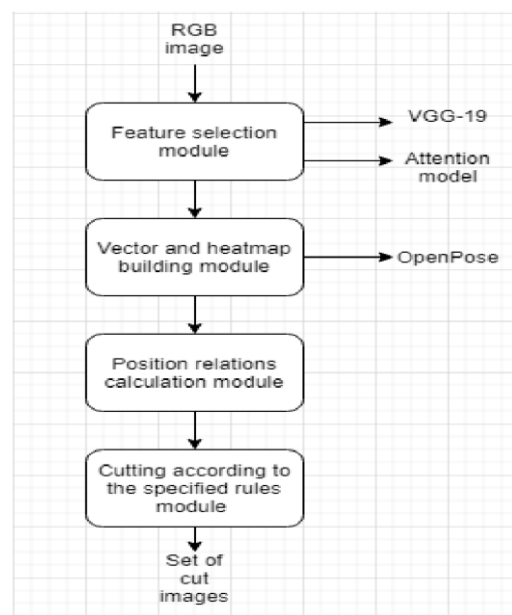 RGB
image
Feature selection
module
VGG-19
Attention
model
Vector and heatmap
building module
OpenPose
Position relations
calculation module
Cutting according to
the specified rules
module
Set of
cut
images